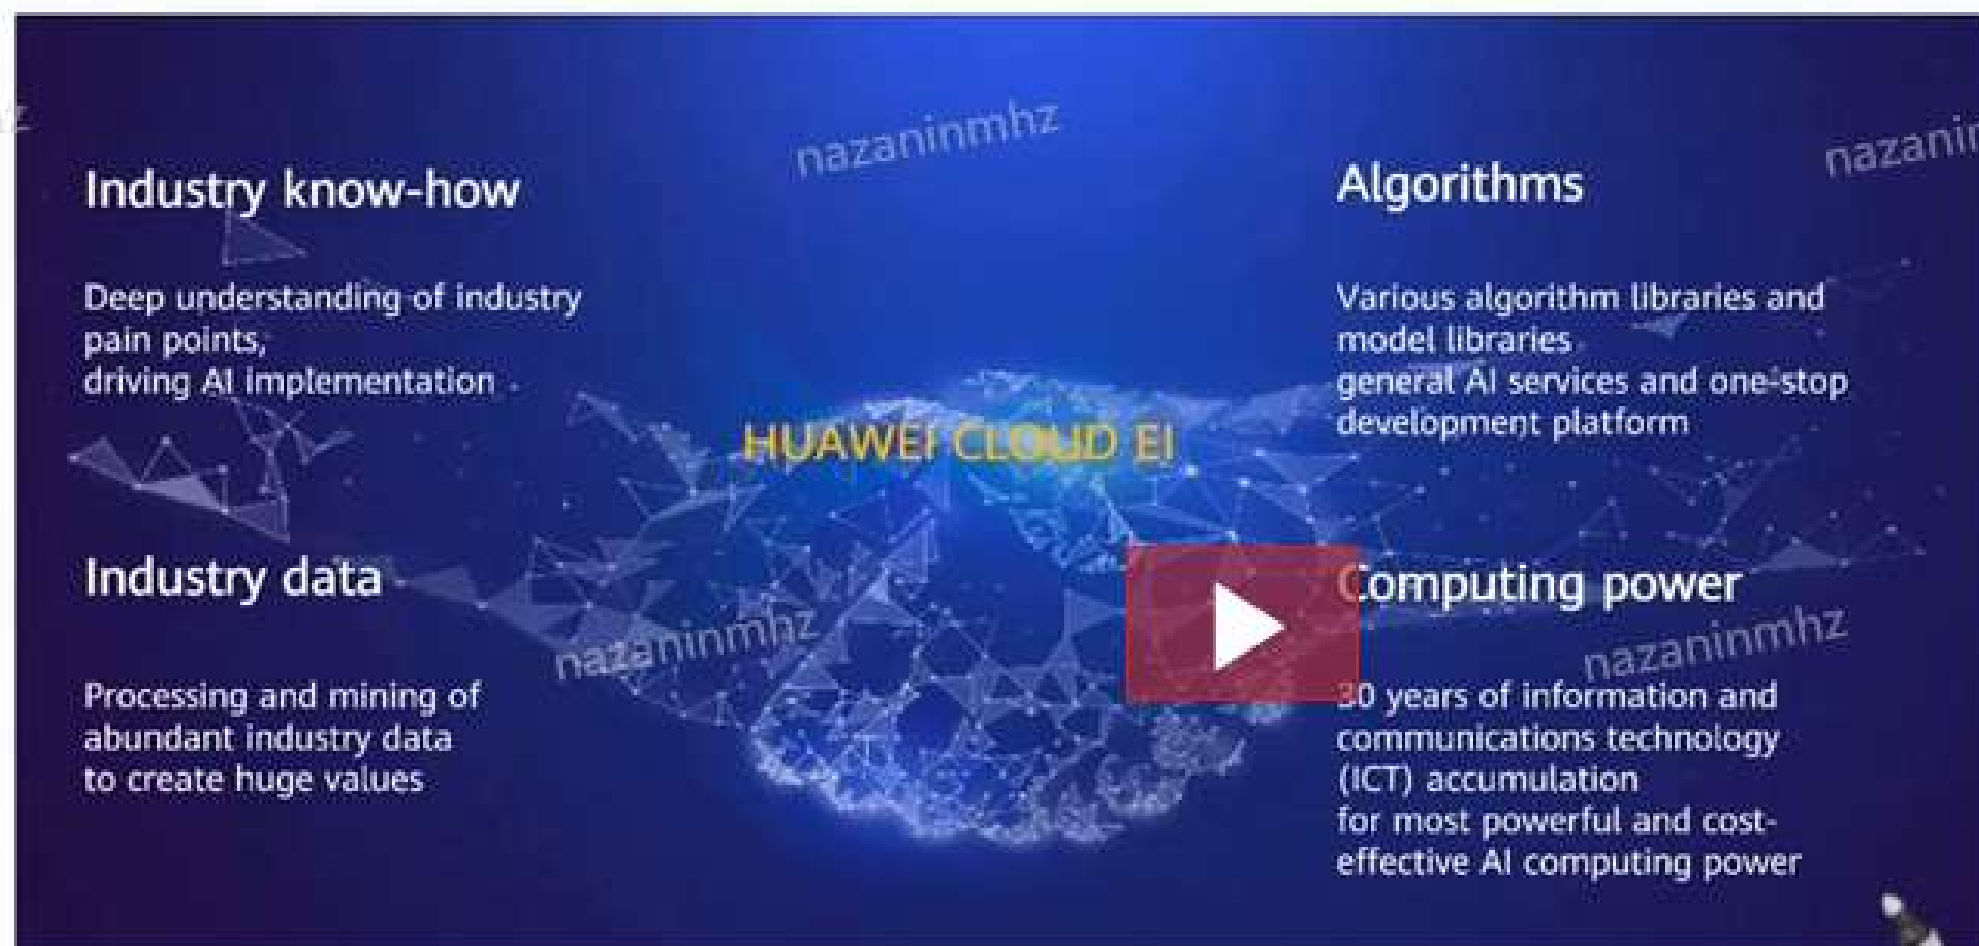 nazaninmhz
Industry know-how
Deep understanding of industry
pain points,
driving AI implementation
Algorithms
Various algorithm libraries and
model libraries
general AI services and one-stop
development platform
HUAWEI CLOUD EI
Industry data
Processing and mining of
abundant industry data
to create huge values
nazaninmhz
Computing power
nazaninmhz
30 years of information and
communications technology
(ICT) accumulation
for most powerful and cost-
effective AI computing power